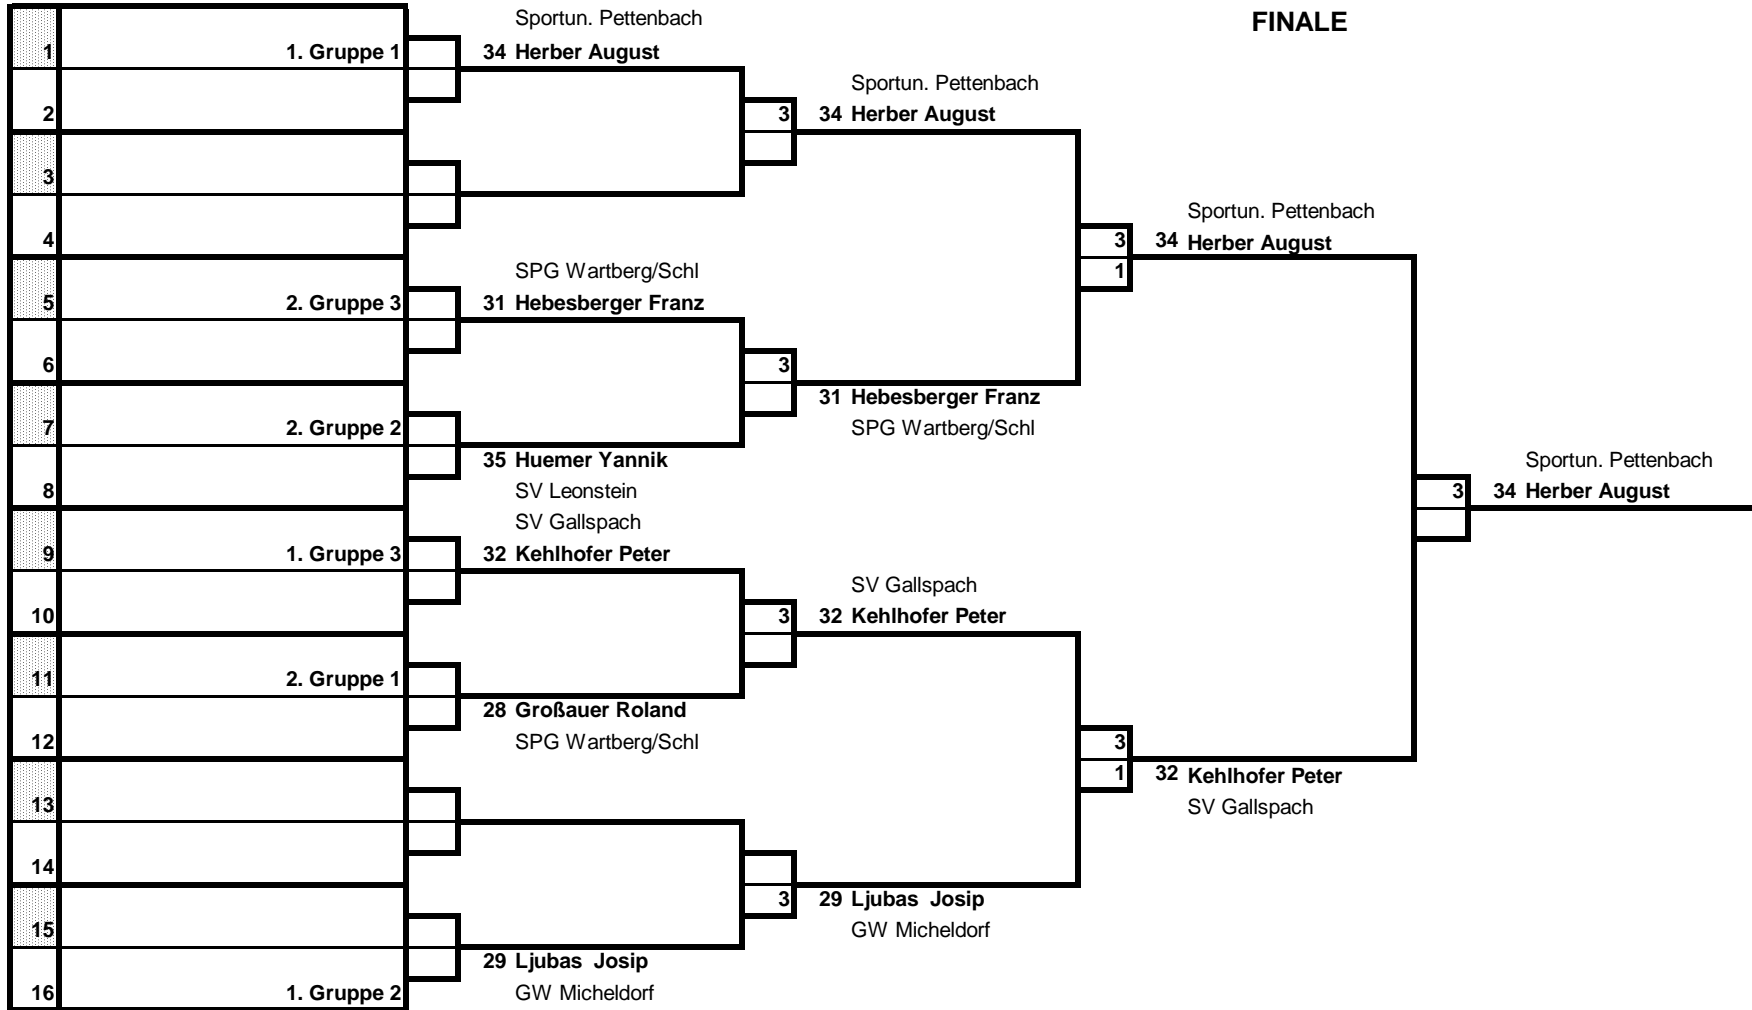 Sportun. Pettenbach
FINALE
1 1. Gruppe 1 34 Herber August
Sportun. Pettenbach
2 3 34 Herber August
3
Sportun. Pettenbach
4 3 34 Herber August
SPG Wartberg/Schl 1
5 2. Gruppe 3 31 Hebesberger Franz
6 3
31 Hebesberger Franz
7 2. Gruppe 2 SPG Wartberg/Schl
35 Huemer Yannik Sportun. Pettenbach
8 SV Leonstein 3 34 Herber August
SV Gallspach
9 1. Gruppe 3 32 Kehlhofer Peter
SV Gallspach
10 3 32 Kehlhofer Peter
11 2. Gruppe 1
28 Großauer Roland
12 SPG Wartberg/Schl 3
1 32 Kehlhofer Peter
13 SV Gallspach
14
3 29 Ljubas Josip
15 GW Micheldorf
29 Ljubas Josip
16 1. Gruppe 2 GW Micheldorf